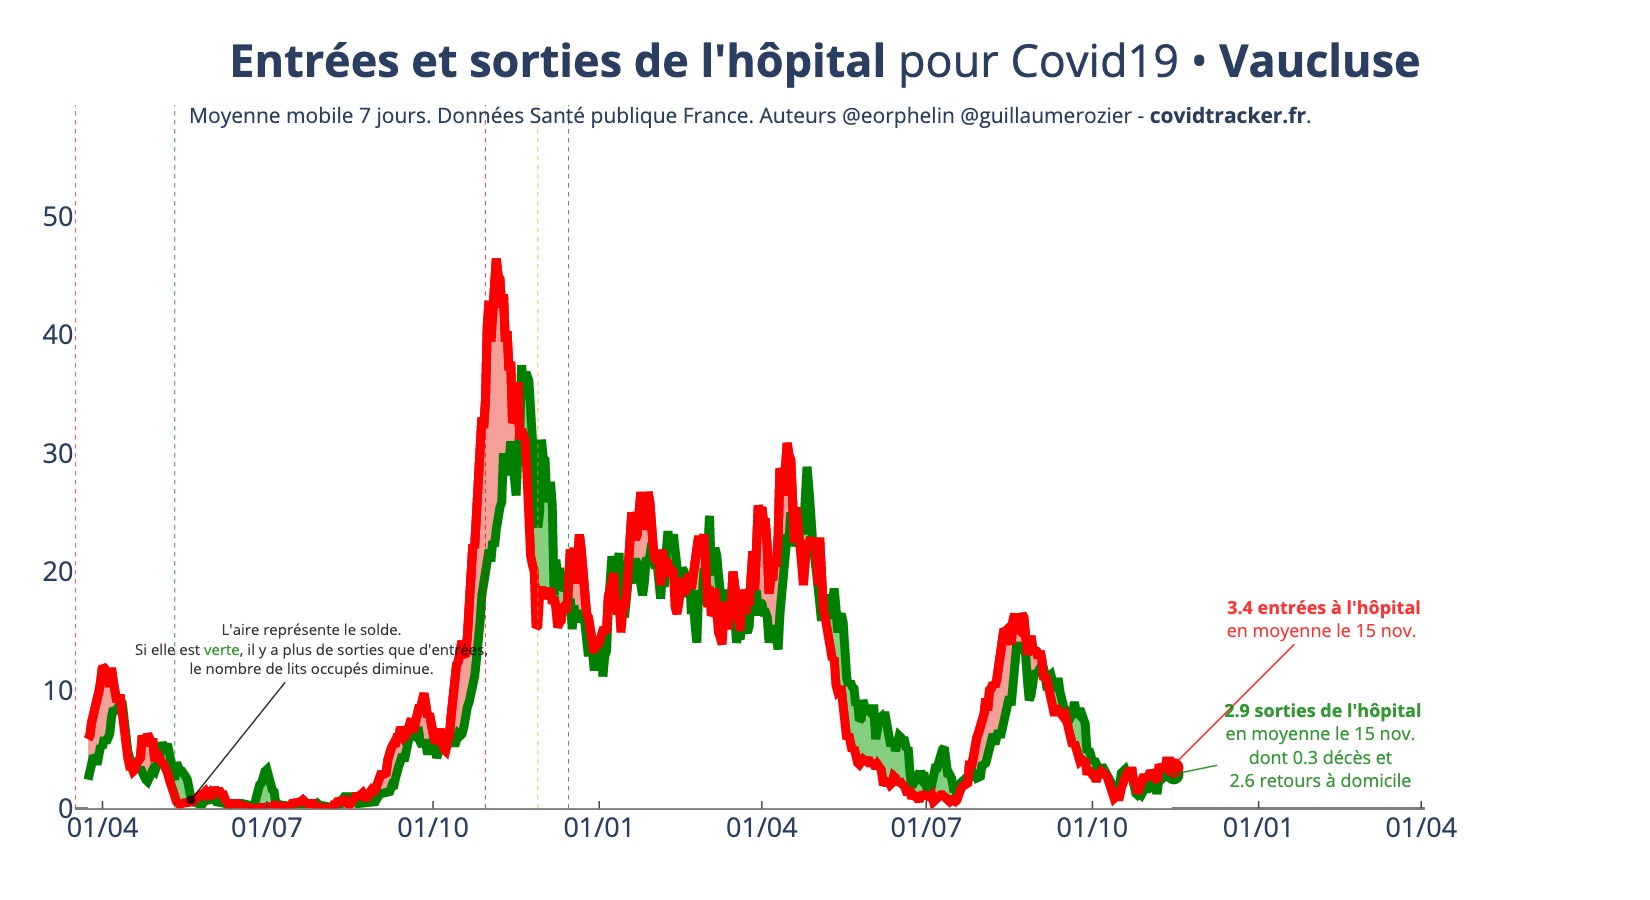 Entrées et sorties de l'hôpital pour Covid19 • Vaucluse
Moyenne mobile 7 jours. Données Santé publique France. Auteurs @eorphelin @guillaumerozier - covidtracker.fr.
50
40
30
20
10
0
L'aire représente le solde.
Si elle est verte, il y a plus de sorties que d'entrées,
le nombre de lits occupés diminue.
3.4 entrées à l'hôpital
en moyenne le 15 nov.
2.9 sorties de l'hôpital
en moyenne le 15 nov.
dont 0.3 décès et
2.6 retours à domicile
01/04 01/07 01/10 01/01 01/04 01/07 01/10 01/01 01/04